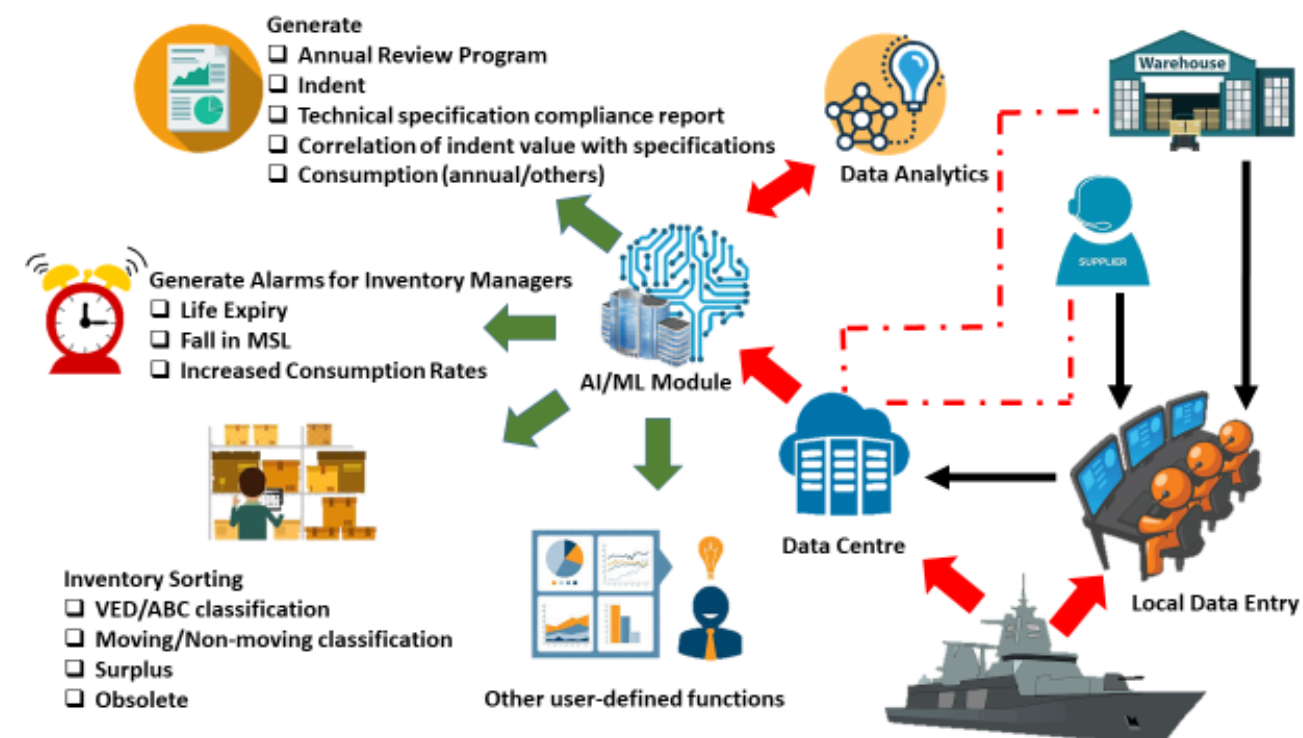 Generate
❑ Annual Review Program
❑ Indent
❑ Technical specification compliance report
❑ Correlation of indent value with specifications
❑ Consumption (annual/others)
Data Analytics
Warehouse
SUPPLIER
Generate Alarms for Inventory Managers
❑ Life Expiry
❑ Fall in MSL
❑ Increased Consumption Rates
AI/ML Module
Data Centre
Local Data Entry
Inventory Sorting
❑ VED/ABC classification
❑ Moving/Non-moving classification
❑ Surplus
❑ Obsolete
Other user-defined functions